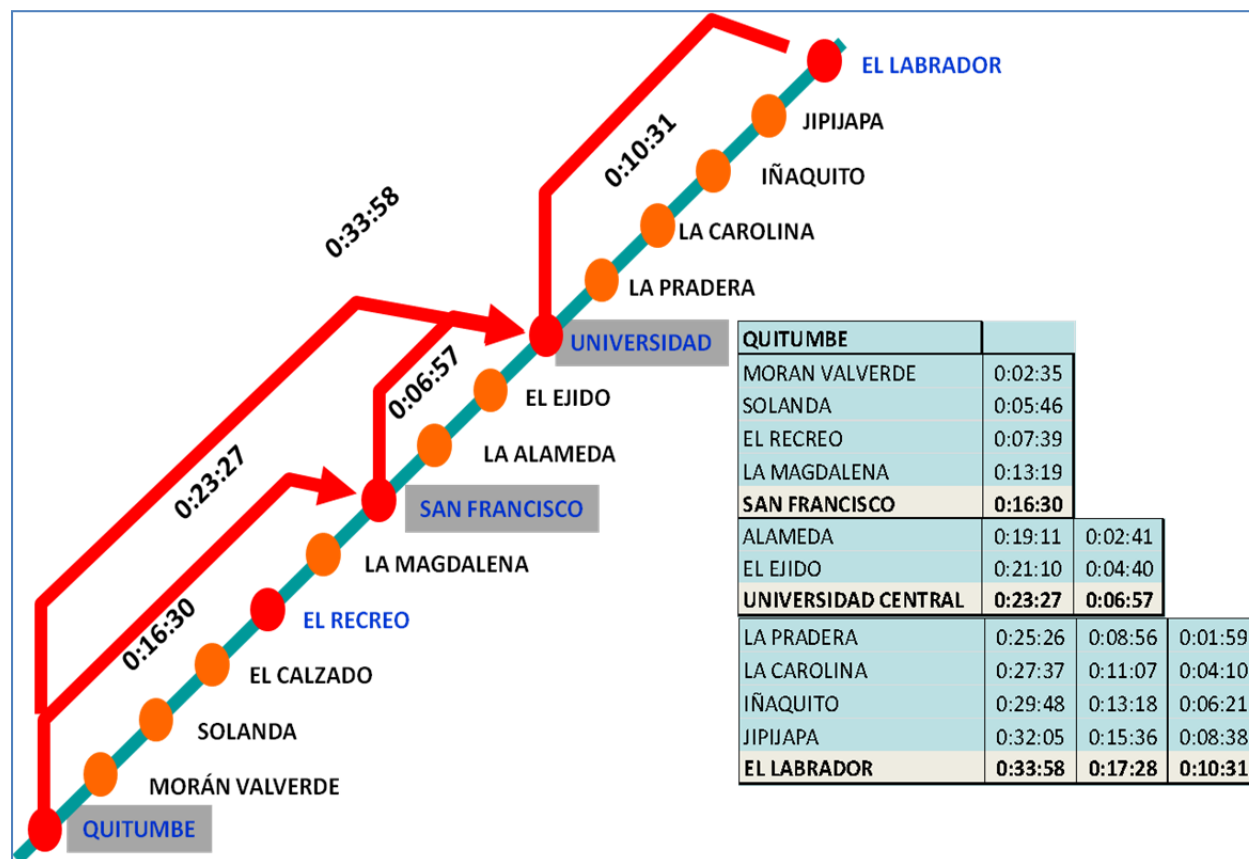 EL LABRADOR
JIPIJAPA
0:10:31
IÑAQUITO
0:33:58
LA CAROLINA
LA PRADERA
UNIVERSIDAD
0:06:57
EL EJIDO
LA ALAMEDA
0:23:27
SAN FRANCISCO
LA MAGDALENA
EL RECREO
0:16:30
EL CALZADO
SOLANDA
MORÁN VALVERDE
QUITUMBE
QUITUMBE
MORAN VALVERDE 0:02:35
SOLANDA 0:05:46
EL RECREO 0:07:39
LA MAGDALENA 0:13:19
SAN FRANCISCO 0:16:30
ALAMEDA 0:19:11 0:02:41
EL EJIDO 0:21:10 0:04:40
UNIVERSIDAD CENTRAL 0:23:27 0:06:57
LA PRADERA 0:25:26 0:08:56 0:01:59
LA CAROLINA 0:27:37 0:11:07 0:04:10
IÑAQUITO 0:29:48 0:13:18 0:06:21
JIPIJAPA 0:32:05 0:15:36 0:08:38
EL LABRADOR 0:33:58 0:17:28 0:10:31